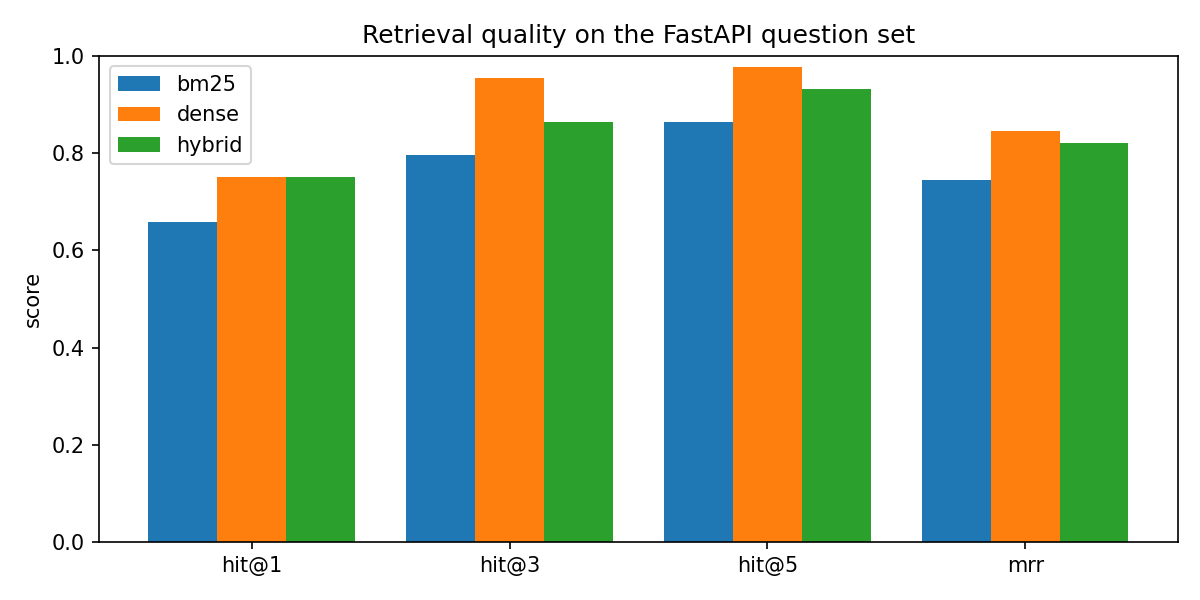 Retrieval quality on the FastAPI question set
1.0
0.8
0.6
0.4
0.2
0.0
score
bm25
dense
hybrid
hit@1
hit@3
hit@5
mrr